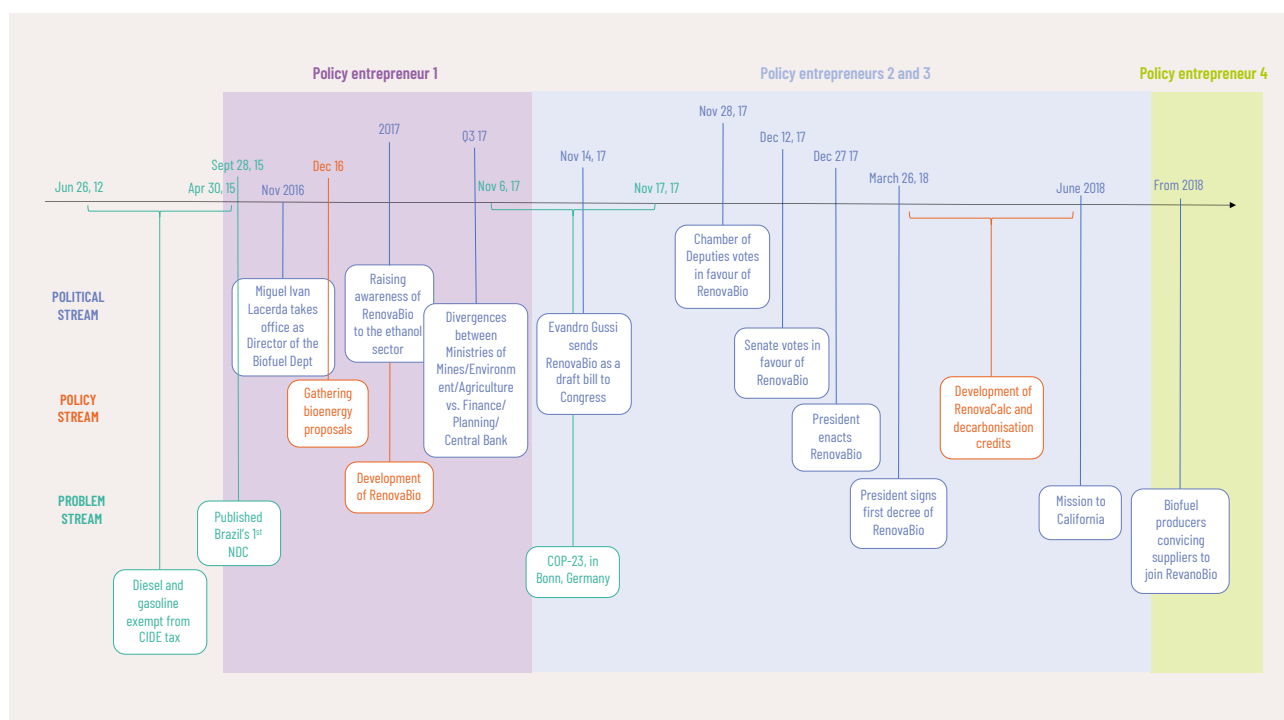 Policy entrepreneur 1
Policy entrepreneurs 2 and 3
Policy entrepreneur 4
Jun 26, 12
Apr 30, 15
Sept 28, 15
Nov 2016
Dec 16
2017
Q3 17
Nov 6, 17
Nov 14, 17
Nov 17, 17
Nov 28, 17
Dec 12, 17
Dec 27 17
March 26, 18
June 2018
From 2018
POLITICAL
STREAM
Miguel Ivan
Lacerda takes
office as
Director of the
Biofuel Dept
Raising
awareness of
RenovaBio
to the ethanol
sector
Divergences
between
Ministries of
Mines/Environm
ent/Agriculture
vs. Finance/
Planning/
Central Bank
Evandro Gussi
sends
RenovaBio as a
draft bill to
Congress
Chamber of
Deputies votes
in favour of
RenovaBio
Senate votes in
favour of
RenovaBio
President
enacts
RenovaBio
President signs
first decree of
RenovaBio
Mission to
California
Biofuel
producers
convicing
suppliers to
join RevanoBio
POLICY
STREAM
Gathering
bioenergy
proposals
Development
of RenovaBio
Development of
RenovaCalc and
decarbonisation
credits
PROBLEM
STREAM
Published
Brazil's 1st
NDC
Diesel and
gasoline
exempt from
CIDE tax
COP-23, in
Bonn, Germany